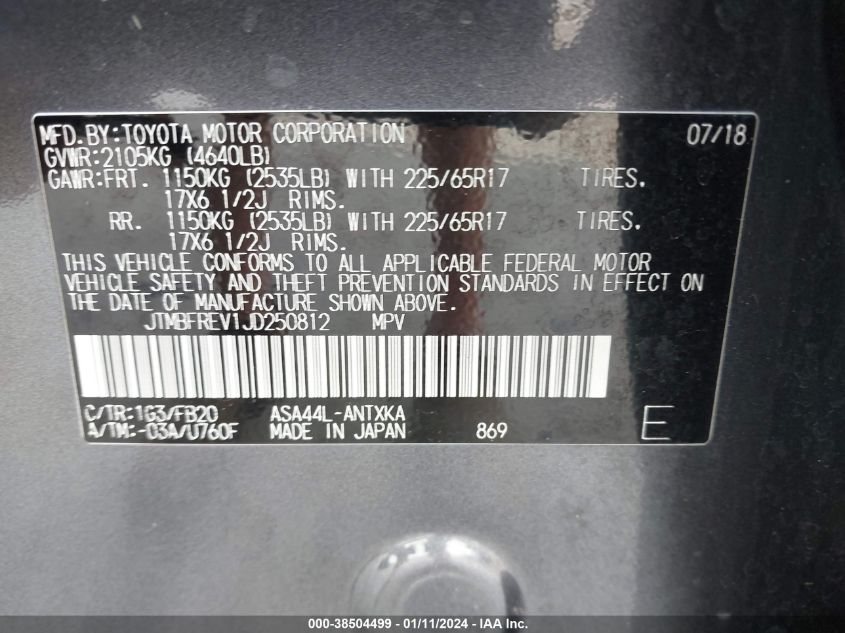 MFD.BY:TOYOTA MOTOR CORPORATION 07/18
GVWR:2105KG (4640LB)
GAWR:FRT. 1150KG (2535LB) WITH 225/65R17 TIRES.
17X6 1/2J RIMS.
RR. 1150KG (2535LB) WITH 225/65R17 TIRES.
17X6 1/2J RIMS.
THIS VEHICLE CONFORMS TO ALL APPLICABLE FEDERAL MOTOR
VEHICLE SAFETY AND THEFT PREVENTION STANDARDS IN EFFECT ON
THE DATE OF MANUFACTURE SHOWN ABOVE.
JTMBFREV1JD250812 MPV
C/TR:1G3/FB20 ASA44L-ANTXKA
A/TM:-03A/U760F MADE IN JAPAN 869 E
000-38504499 - 01/11/2024 - IAA Inc.